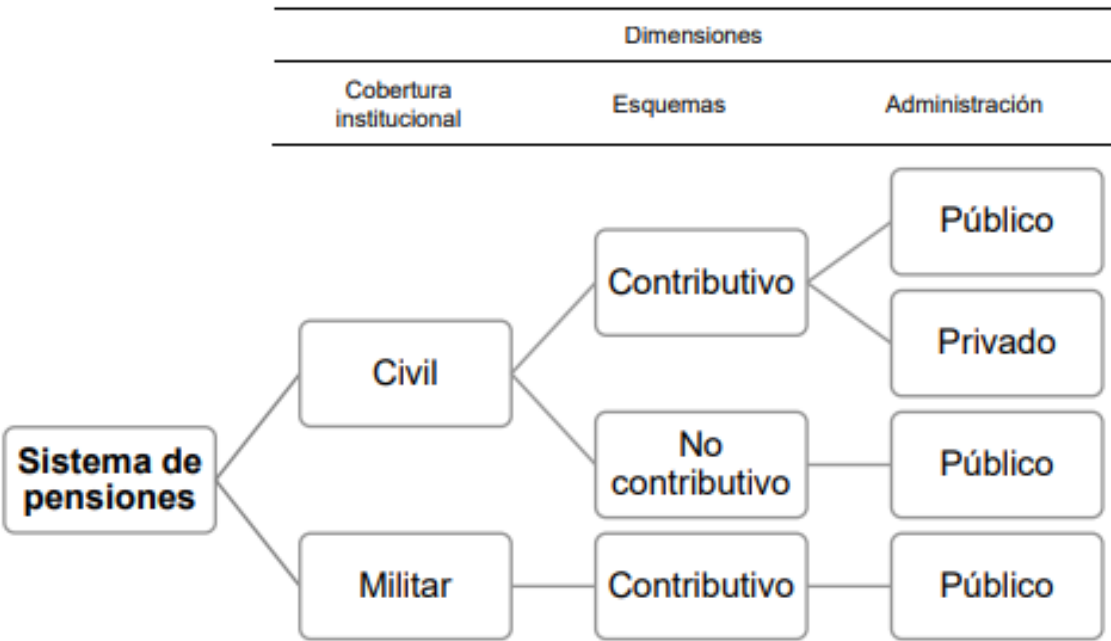 Dimensiones
Cobertura
institucional
Esquemas
Administración
Público
Contributivo
Privado
Civil
No
contributivo
Público
Sistema de
pensiones
Militar
Contributivo
Público